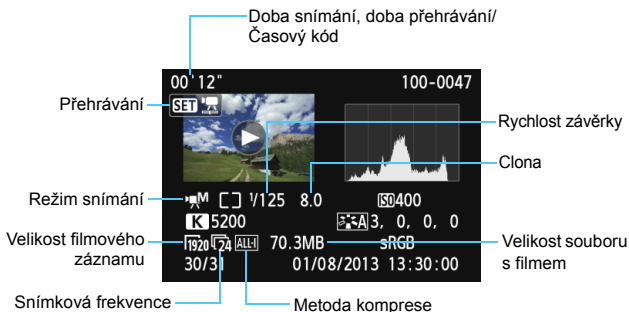 Doba snímání, doba přehrávání/
Časový kód
00'12" 100-0047
Přehrávání
SET
Rychlost závěrky
Clona
Režim snímání
M 1/125 8.0 ISO400
K 5200 A 3, 0, 0, 0
Velikost filmového
záznamu
1920 24 ALL-I 70.3MB sRGB
Velikost souboru
s filmem
30/31 01/08/2013 13:30:00
Snímková frekvence
Metoda komprese